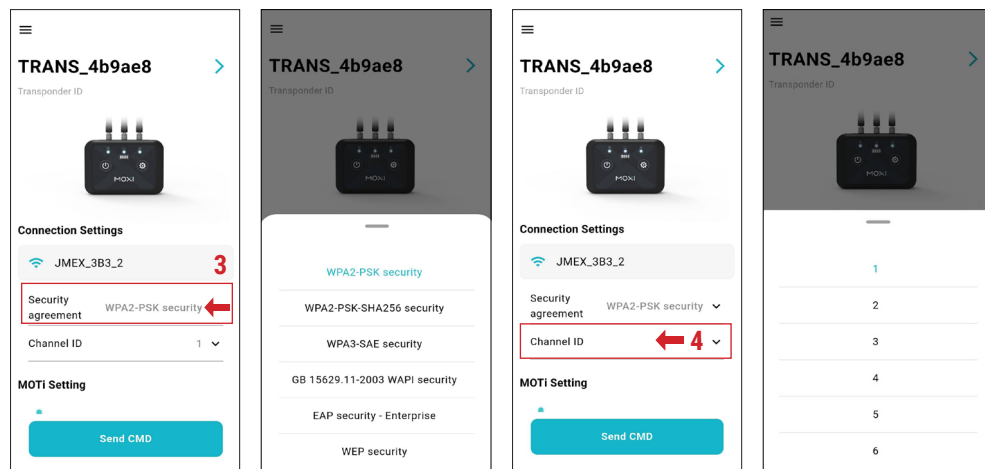 TRANS_4b9ae8
Transponder ID
MOXI
Connection Settings
JMEX_3B3_2
3
Security agreement
WPA2-PSK security
Channel ID
1
MOTi Setting
Send CMD
TRANS_4b9ae8
Transponder ID
MOXI
WPA2-PSK security
WPA2-PSK-SHA256 security
WPA3-SAE security
GB 15629.11-2003 WAPI security
EAP security - Enterprise
WEP security
TRANS_4b9ae8
Transponder ID
MOXI
Connection Settings
JMEX_3B3_2
Security agreement
WPA2-PSK security
Channel ID
4
MOTi Setting
Send CMD
TRANS_4b9ae8
Transponder ID
MOXI
1
2
3
4
5
6